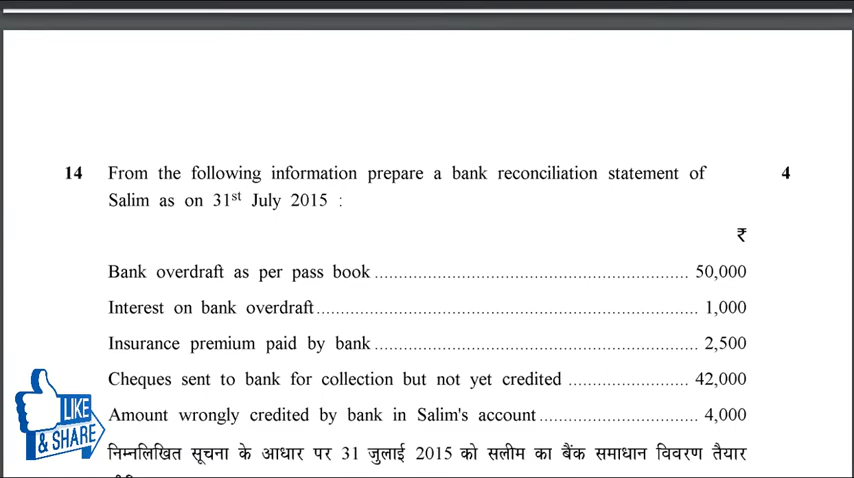 14 From the following information prepare a bank reconciliation statement of 4
Salim as on 31st July 2015 :
₹
Bank overdraft as per pass book ................................................................ 50,000
Interest on bank overdraft.............................................................................. 1,000
Insurance premium paid by bank .................................................................. 2,500
Cheques sent to bank for collection but not yet credited ......................... 42,000
Amount wrongly credited by bank in Salim's account................................. 4,000
LIKE
& SHARE
निम्नलिखित सूचना के आधार पर 31 जुलाई 2015 को सलीम का बैंक समाधान विवरण तैयार